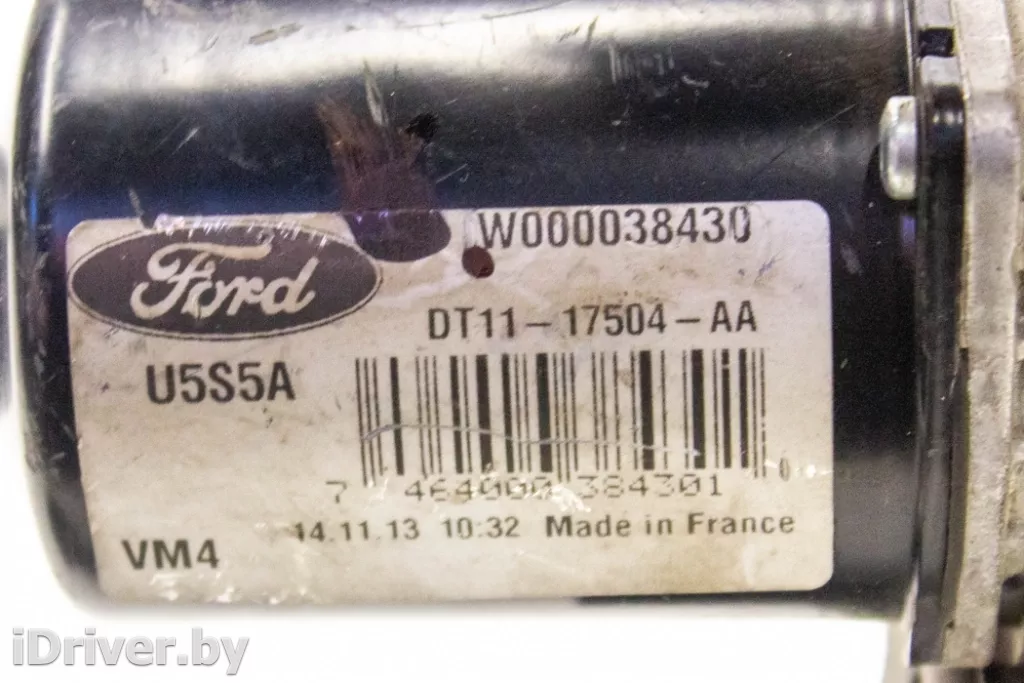 Ford
W000038430
DT11-17504-AA
U5S5A
7 464000 384301
14.11.13 10:32 Made in France
VM4
iDriver.by